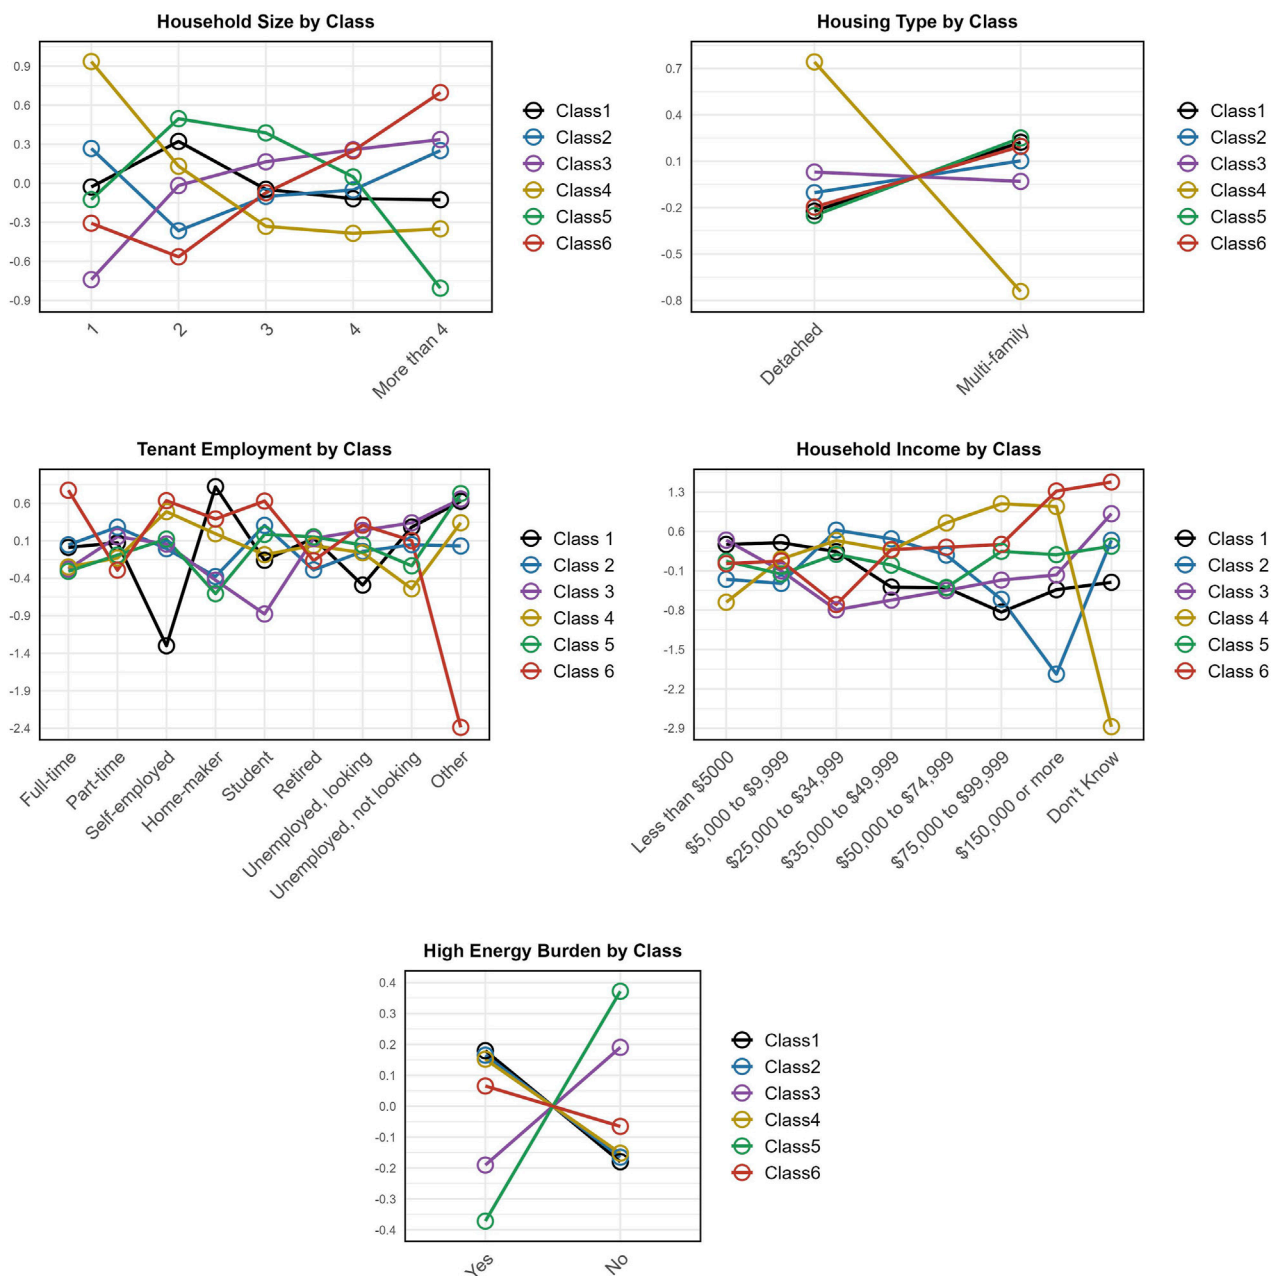 Household Size by Class
0.9
0.6
0.3
0.0
-0.3
-0.6
-0.9
1
2
3
4
More than 4
Class1
Class2
Class3
Class4
Class5
Class6
Housing Type by Class
0.7
0.4
0.1
-0.2
-0.5
-0.8
Detached
Multi-family
Class1
Class2
Class3
Class4
Class5
Class6
Tenant Employment by Class
0.6
0.1
-0.4
-0.9
-1.4
-1.9
-2.4
Full-time
Part-time
Self-employed
Home-maker
Student
Retired
Unemployed, looking
Unemployed, not looking
Other
Class 1
Class 2
Class 3
Class 4
Class 5
Class 6
Household Income by Class
1.3
0.6
-0.1
-0.8
-1.5
-2.2
-2.9
Less than $5000
$5,000 to $9,999
$25,000 to $34,999
$35,000 to $49,999
$50,000 to $74,999
$75,000 to $99,999
$150,000 or more
Don't Know
Class 1
Class 2
Class 3
Class 4
Class 5
Class 6
High Energy Burden by Class
0.4
0.3
0.2
0.1
0.0
-0.1
-0.2
-0.3
-0.4
Yes
No
Class1
Class2
Class3
Class4
Class5
Class6